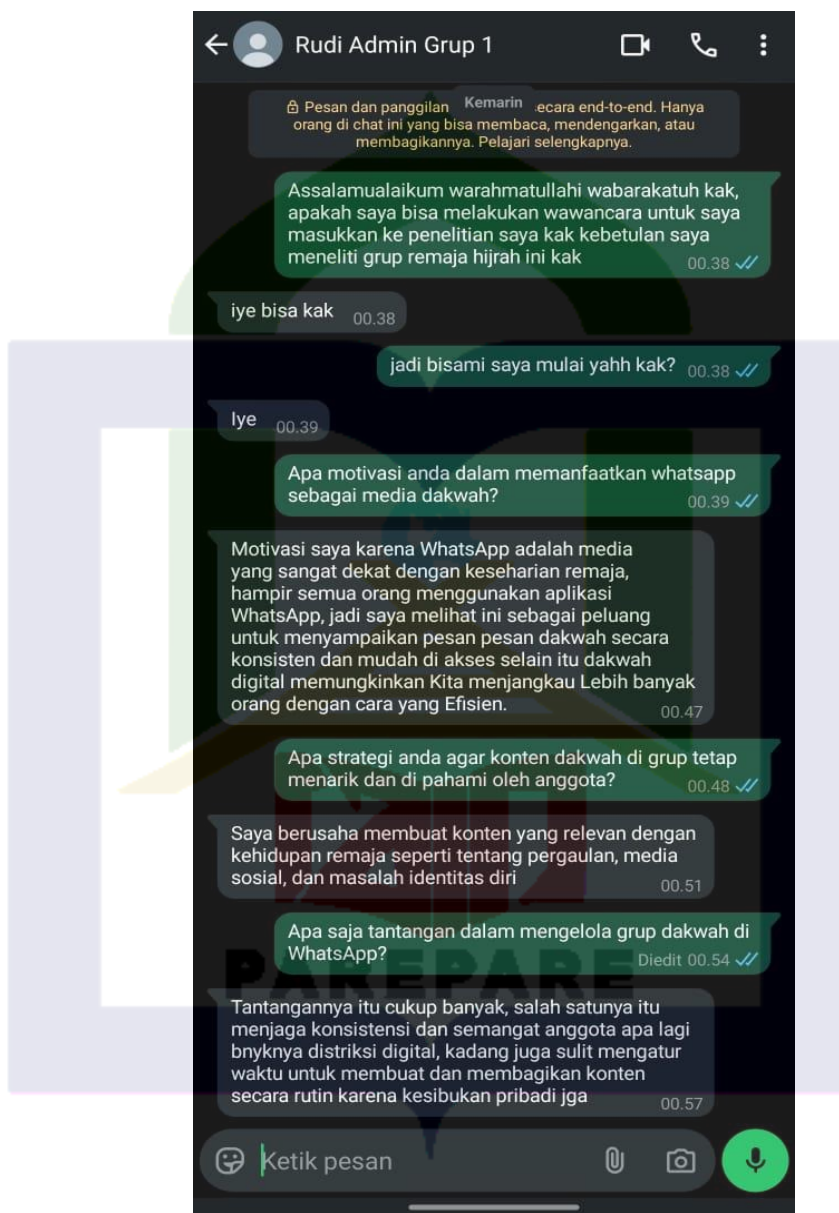 Rudi Admin Grup 1
Kemarin
Pesan dan panggilan ecara end-to-end. Hanya
orang di chat ini yang bisa membaca, mendengarkan, atau
membagikannya. Pelajari selengkapnya.
Assalamualaikum warahmatullahi wabarakatuh kak,
apakah saya bisa melakukan wawancara untuk saya
masukkan ke penelitian saya kak kebetulan saya
meneliti grup remaja hijrah ini kak
00.38
iye bisa kak 00.38
jadi bisami saya mulai yahh kak? 00.38
Iye 00.39
Apa motivasi anda dalam memanfaatkan whatsapp
sebagai media dakwah?
00.39
Motivasi saya karena WhatsApp adalah media
yang sangat dekat dengan keseharian remaja,
hampir semua orang menggunakan aplikasi
WhatsApp, jadi saya melihat ini sebagai peluang
untuk menyampaikan pesan pesan dakwah secara
konsisten dan mudah di akses selain itu dakwah
digital memungkinkan Kita menjangkau Lebih banyak
orang dengan cara yang Efisien.
00.47
Apa strategi anda agar konten dakwah di grup tetap
menarik dan di pahami oleh anggota?
00.48
Saya berusaha membuat konten yang relevan dengan
kehidupan remaja seperti tentang pergaulan, media
sosial, dan masalah identitas diri
00.51
Apa saja tantangan dalam mengelola grup dakwah di
WhatsApp?
Diedit 00.54
PAREPARE
Tantangannya itu cukup banyak, salah satunya itu
menjaga konsistensi dan semangat anggota apa lagi
bnyknya distriksi digital, kadang juga sulit mengatur
waktu untuk membuat dan membagikan konten
secara rutin karena kesibukan pribadi jga
00.57
Ketik pesan